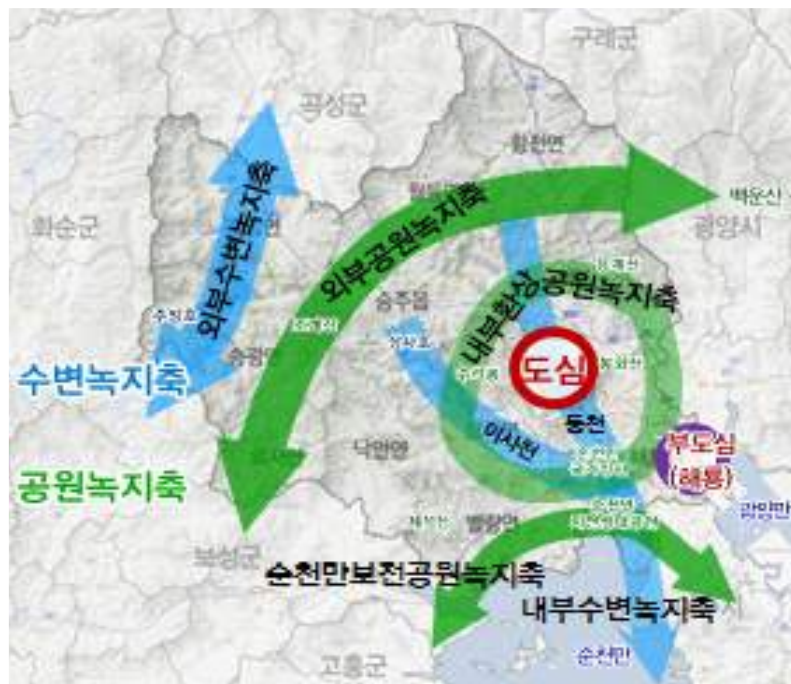 구례군
곡성군
황전면
백운산
광양시
화순군
외부수변녹지축
외부공원녹지축
승주읍
내부환상공원녹지축
수변녹지축
도심
봉화산
동천
이사천
낙안면
부도심
(해룡)
공원녹지축
광양만
별량면
보성군
순천만보전공원녹지축
내부수변녹지축
순천만
고흥군